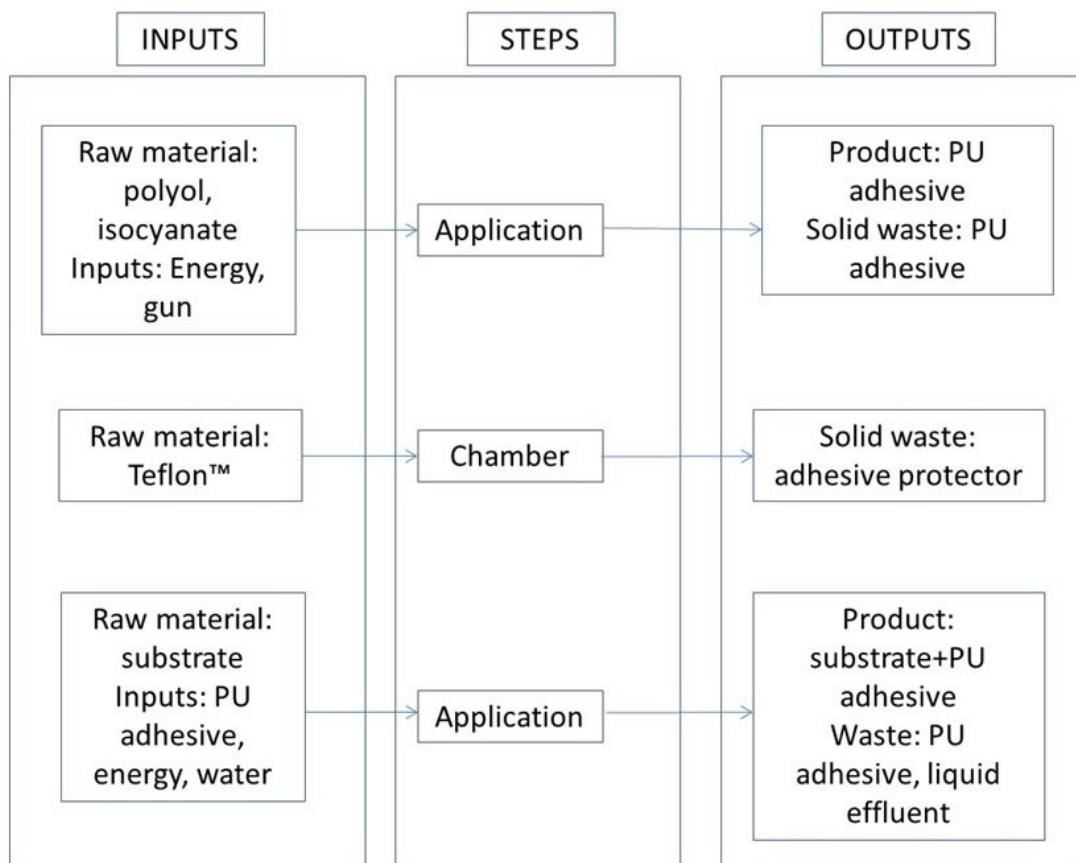 INPUTS
STEPS
OUTPUTS
Raw material:
polyol,
isocyanate
Inputs: Energy,
gun
Application
Product: PU
adhesive
Solid waste: PU
adhesive
Raw material:
Teflon™
Chamber
Solid waste:
adhesive protector
Raw material:
substrate
Inputs: PU
adhesive,
energy, water
Application
Product:
substrate+PU
adhesive
Waste: PU
adhesive, liquid
effluent